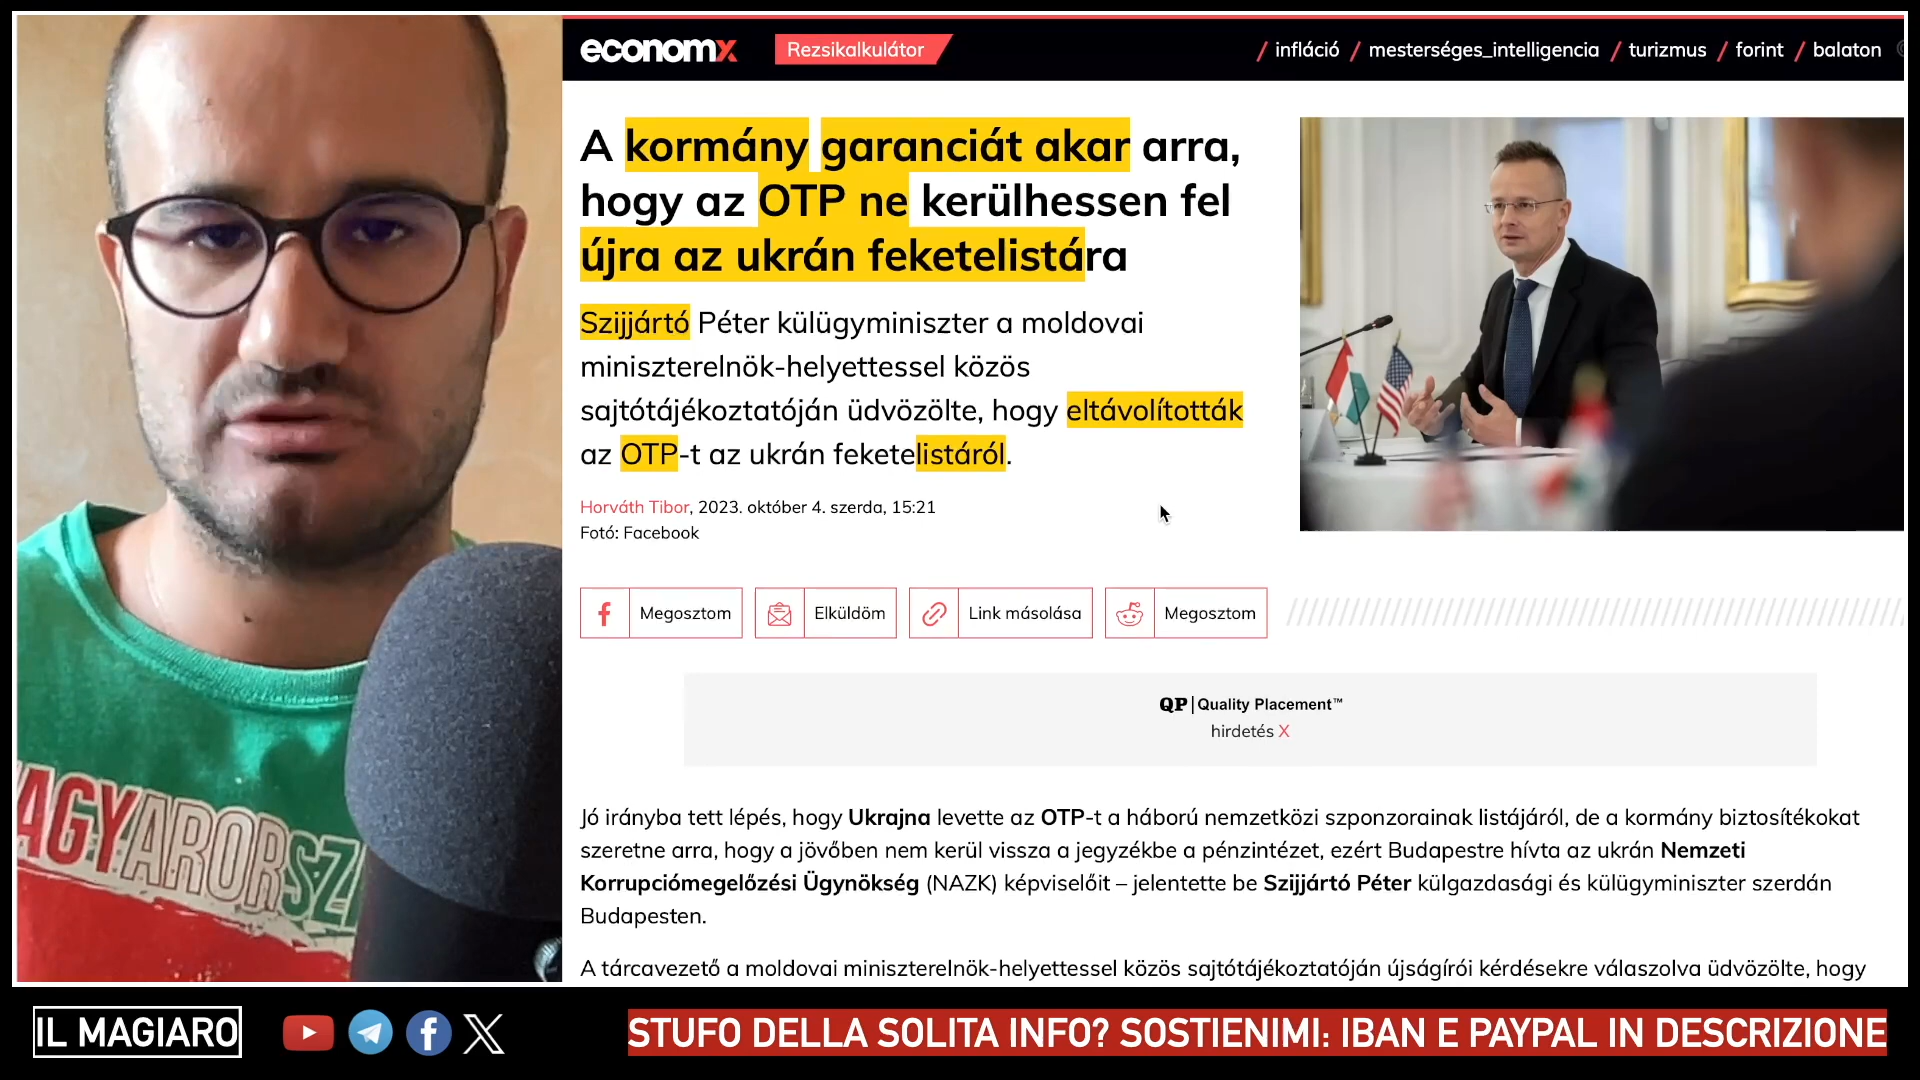 economx
Rezsikalkulátor
/ infláció / mesterséges_intelligencia / turizmus / forint / balaton
A kormány garanciát akar arra,
hogy az OTP ne kerülhessen fel
újra az ukrán feketelistára
Szijjártó Péter külügyminiszter a moldovai
miniszterelnök-helyettessel közös
sajtótájékoztatóján üdvözölte, hogy eltávolították
az OTP-t az ukrán feketelistáról.
Horváth Tibor, 2023. október 4. szerda, 15:21
Fotó: Facebook
Megosztom
Elküldöm
Link másolása
Megosztom
QP | Quality Placement™
hirdetés X
Jó irányba tett lépés, hogy Ukrajna levette az OTP-t a háború nemzetközi szponzorainak listájáról, de a kormány biztosítékokat
szeretne arra, hogy a jövőben nem kerül vissza a jegyzékbe a pénzintézet, ezért Budapestre hívta az ukrán Nemzeti
Korrupciómegelőzési Ügynökség (NAZK) képviselőit – jelentette be Szijjártó Péter külgazdasági és külügyminiszter szerdán
Budapesten.
A tárcavezető a moldovai miniszterelnök-helyettessel közös sajtótájékoztatóján újságírói kérdésekre válaszolva üdvözölte, hogy
AGYARORSZ
IL MAGIARO
STUFO DELLA SOLITA INFO? SOSTIENIMI: IBAN E PAYPAL IN DESCRIZIONE